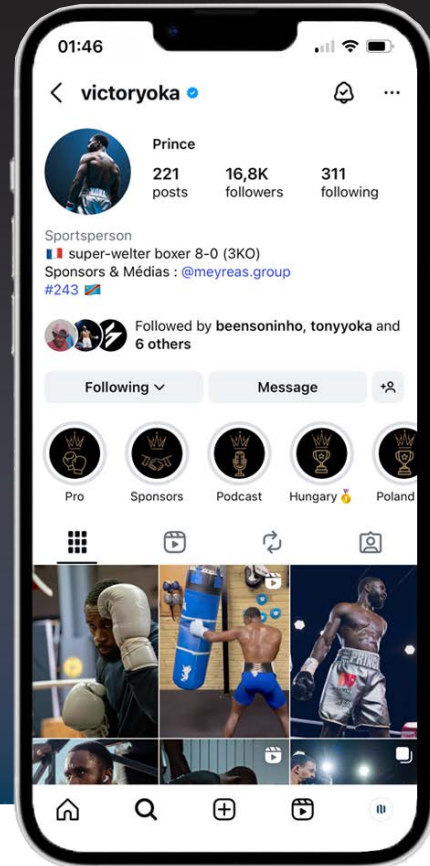 01:46
victoryoka
Prince
221 16,8K 311
posts followers following
Sportsperson
🇫🇷 super-welter boxer 8-0 (3KO)
Sponsors & Médias : @meyreas.group
#243 🇨🇩
Followed by beensoninho, tonyyoka and
6 others
Following Message
Pro Sponsors Podcast Hungary🥇 Poland
PRINCE